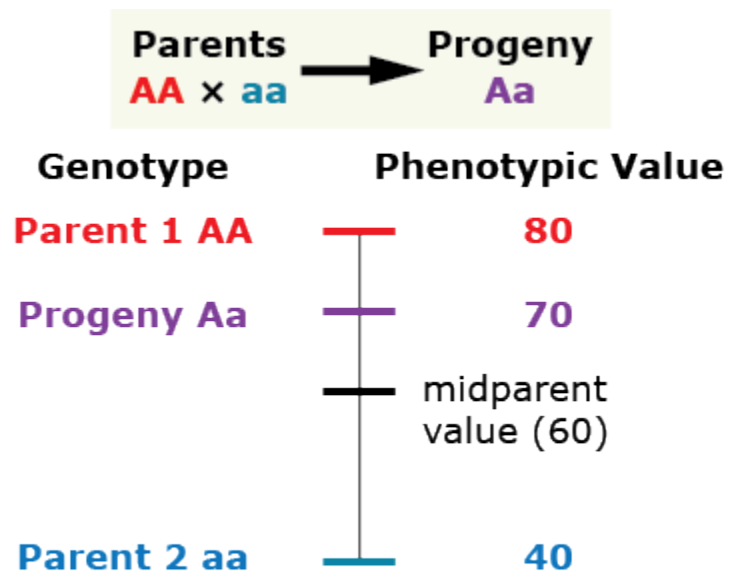 Parents Progeny
AA × aa Aa
Genotype Phenotypic Value
Parent 1 AA 80
Progeny Aa 70
midparent
value (60)
Parent 2 aa 40